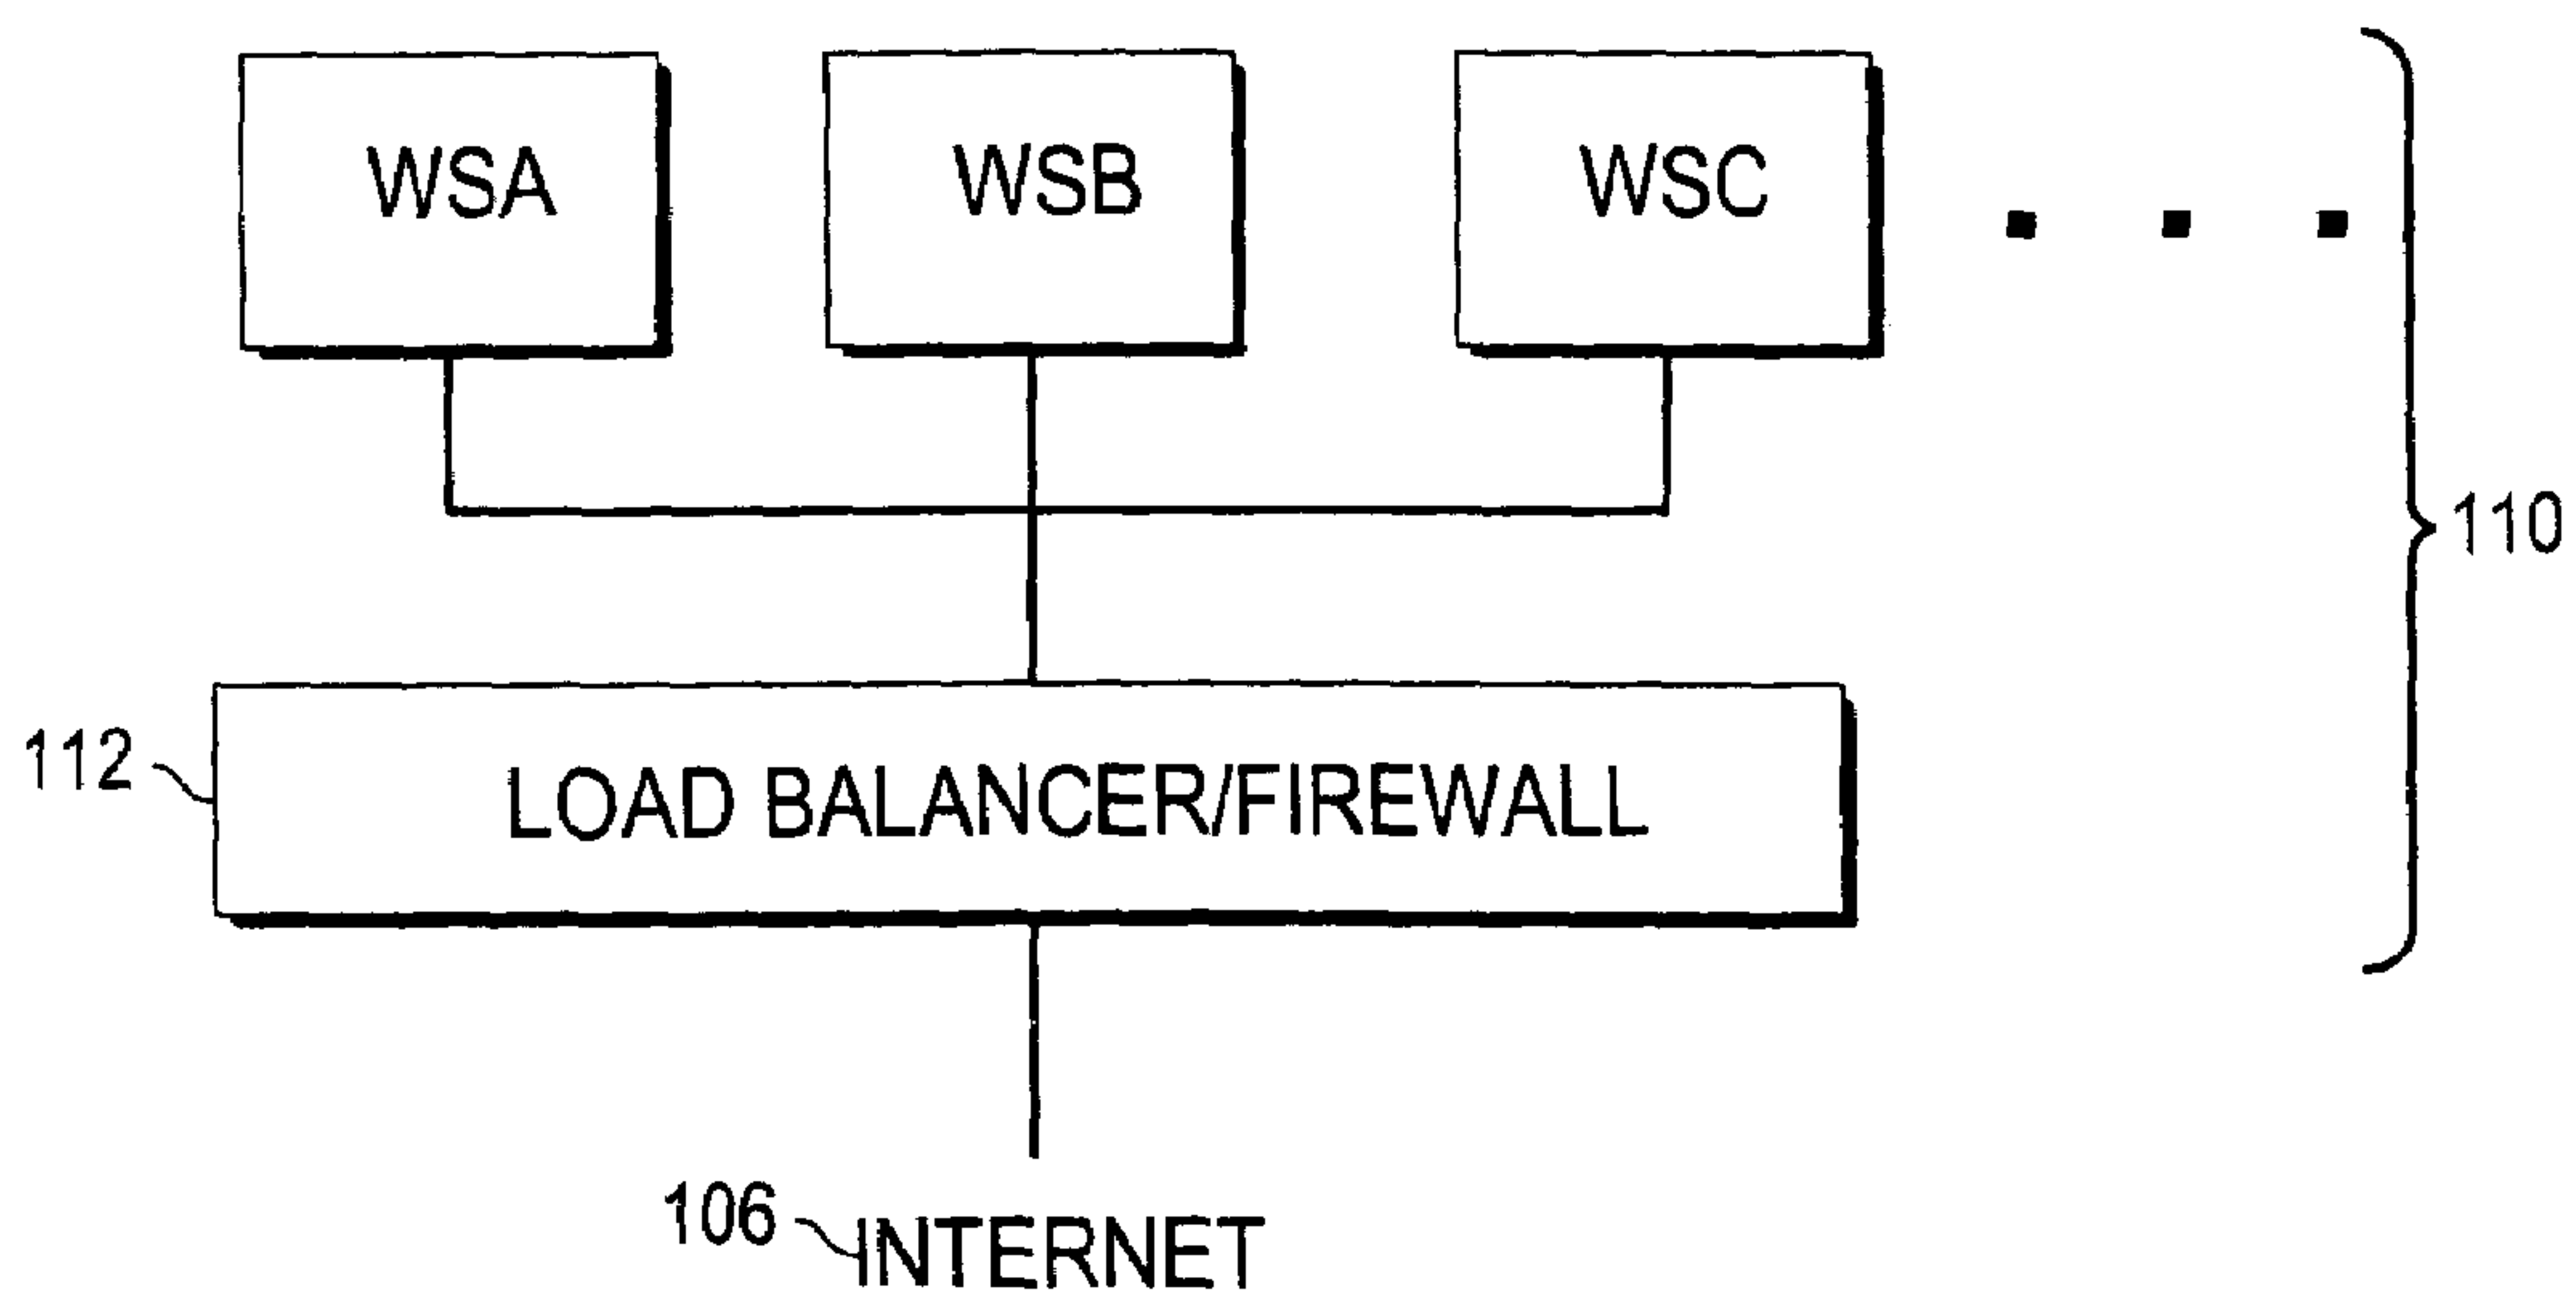 WSA
WSB
WSC
110
112
LOAD BALANCER/FIREWALL
106
INTERNET